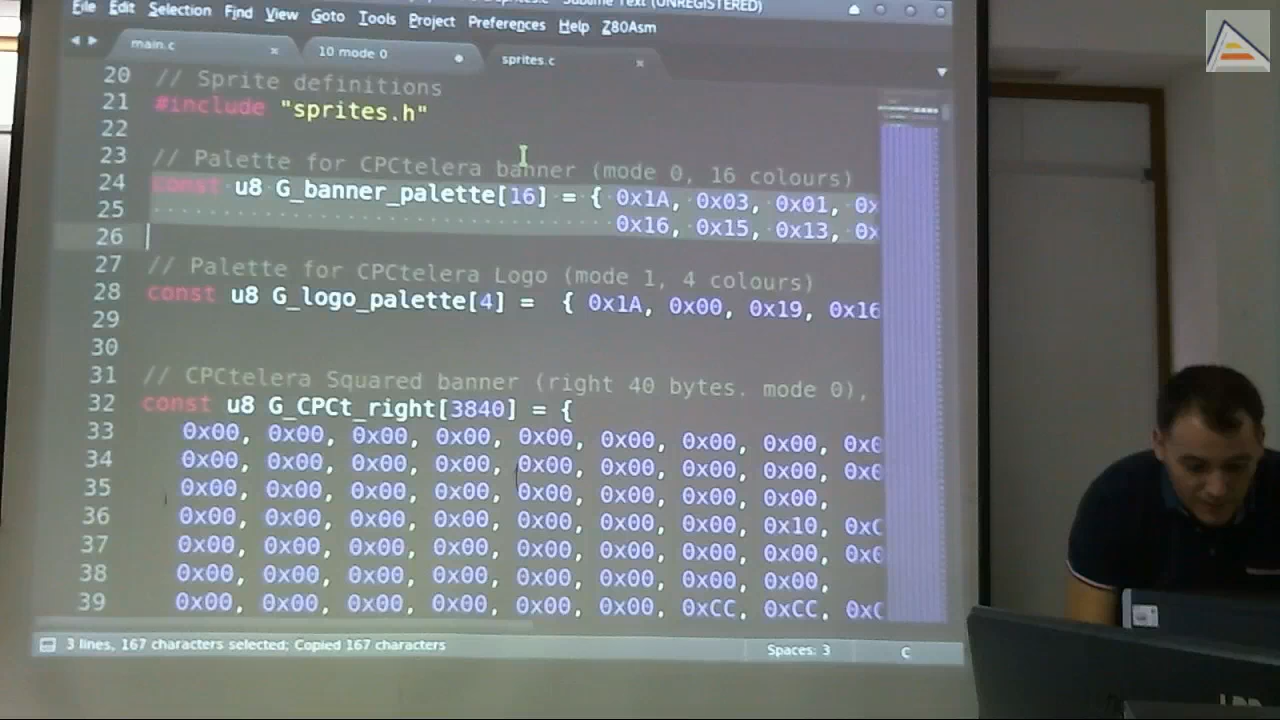 File Edit Selection Find View Goto Tools Project Preferences Help Z80Asm
main.c 10 mode 0 sprites.c
20 // Sprite definitions
21 #include "sprites.h"
22
23 // Palette for CPCtelera banner (mode 0, 16 colours)
24 const u8 G_banner_palette[16] = { 0x1A, 0x03, 0x01, 0x
25 0x16, 0x15, 0x13, 0x
26
27 // Palette for CPCtelera Logo (mode 1, 4 colours)
28 const u8 G_logo_palette[4] = { 0x1A, 0x00, 0x19, 0x16
29
30
31 // CPCtelera Squared banner (right 40 bytes. mode 0),
32 const u8 G_CPCt_right[3840] = {
33 0x00, 0x00, 0x00, 0x00, 0x00, 0x00, 0x00, 0x00, 0x0
34 0x00, 0x00, 0x00, 0x00, 0x00, 0x00, 0x00, 0x00, 0x0
35 0x00, 0x00, 0x00, 0x00, 0x00, 0x00, 0x00, 0x00,
36 0x00, 0x00, 0x00, 0x00, 0x00, 0x00, 0x00, 0x10, 0xC
37 0x00, 0x00, 0x00, 0x00, 0x00, 0x00, 0x00, 0x00, 0x0
38 0x00, 0x00, 0x00, 0x00, 0x00, 0x00, 0x00, 0x00,
39 0x00, 0x00, 0x00, 0x00, 0x00, 0x00, 0xCC, 0xCC, 0xC
3 lines, 167 characters selected; Copied 167 characters Spaces: 3 C